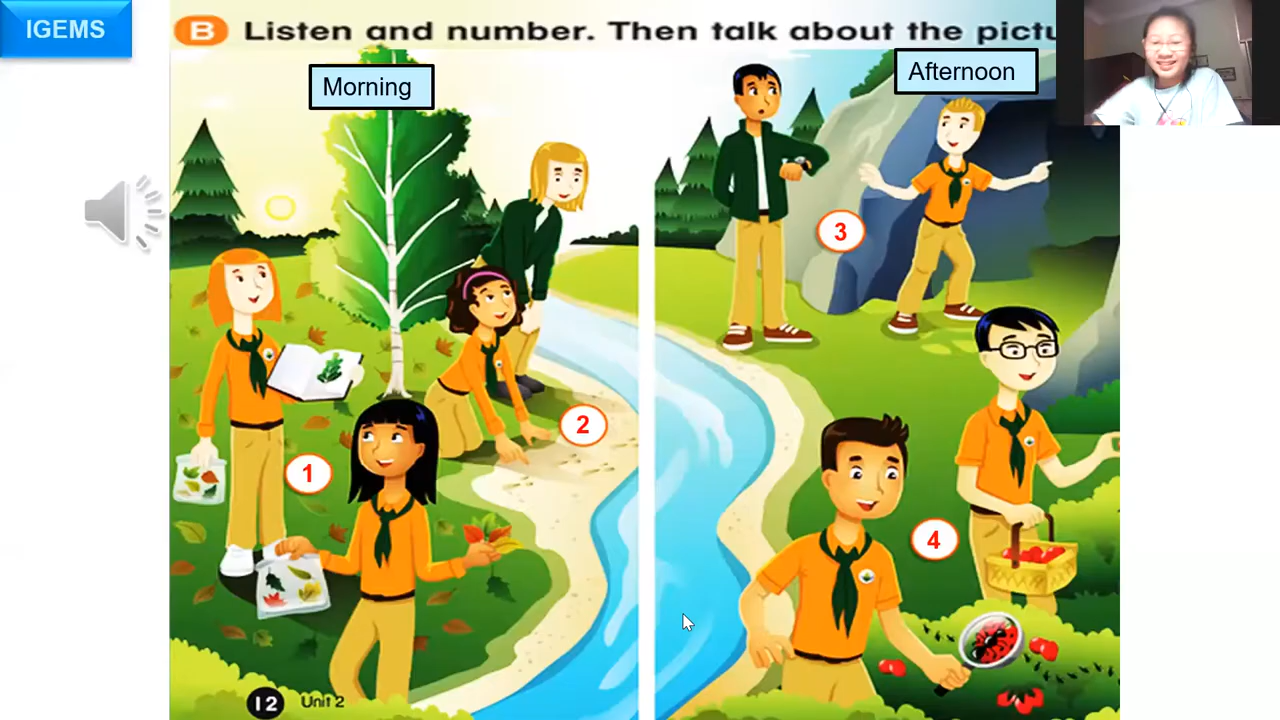 IGEMS
B Listen and number. Then talk about the pictu
Morning
Afternoon
3
2
1
4
12 Unit 2